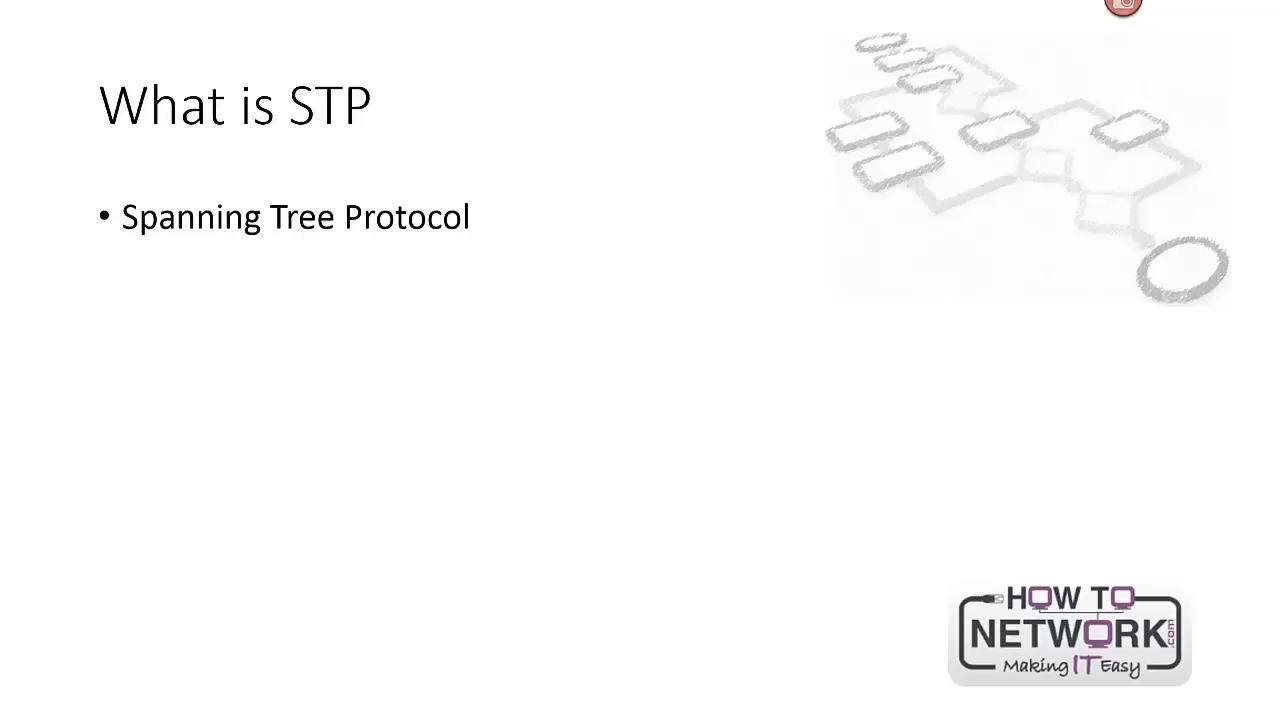 What is STP
• Spanning Tree Protocol
HOW TO
NETWORK.com
Making IT Easy